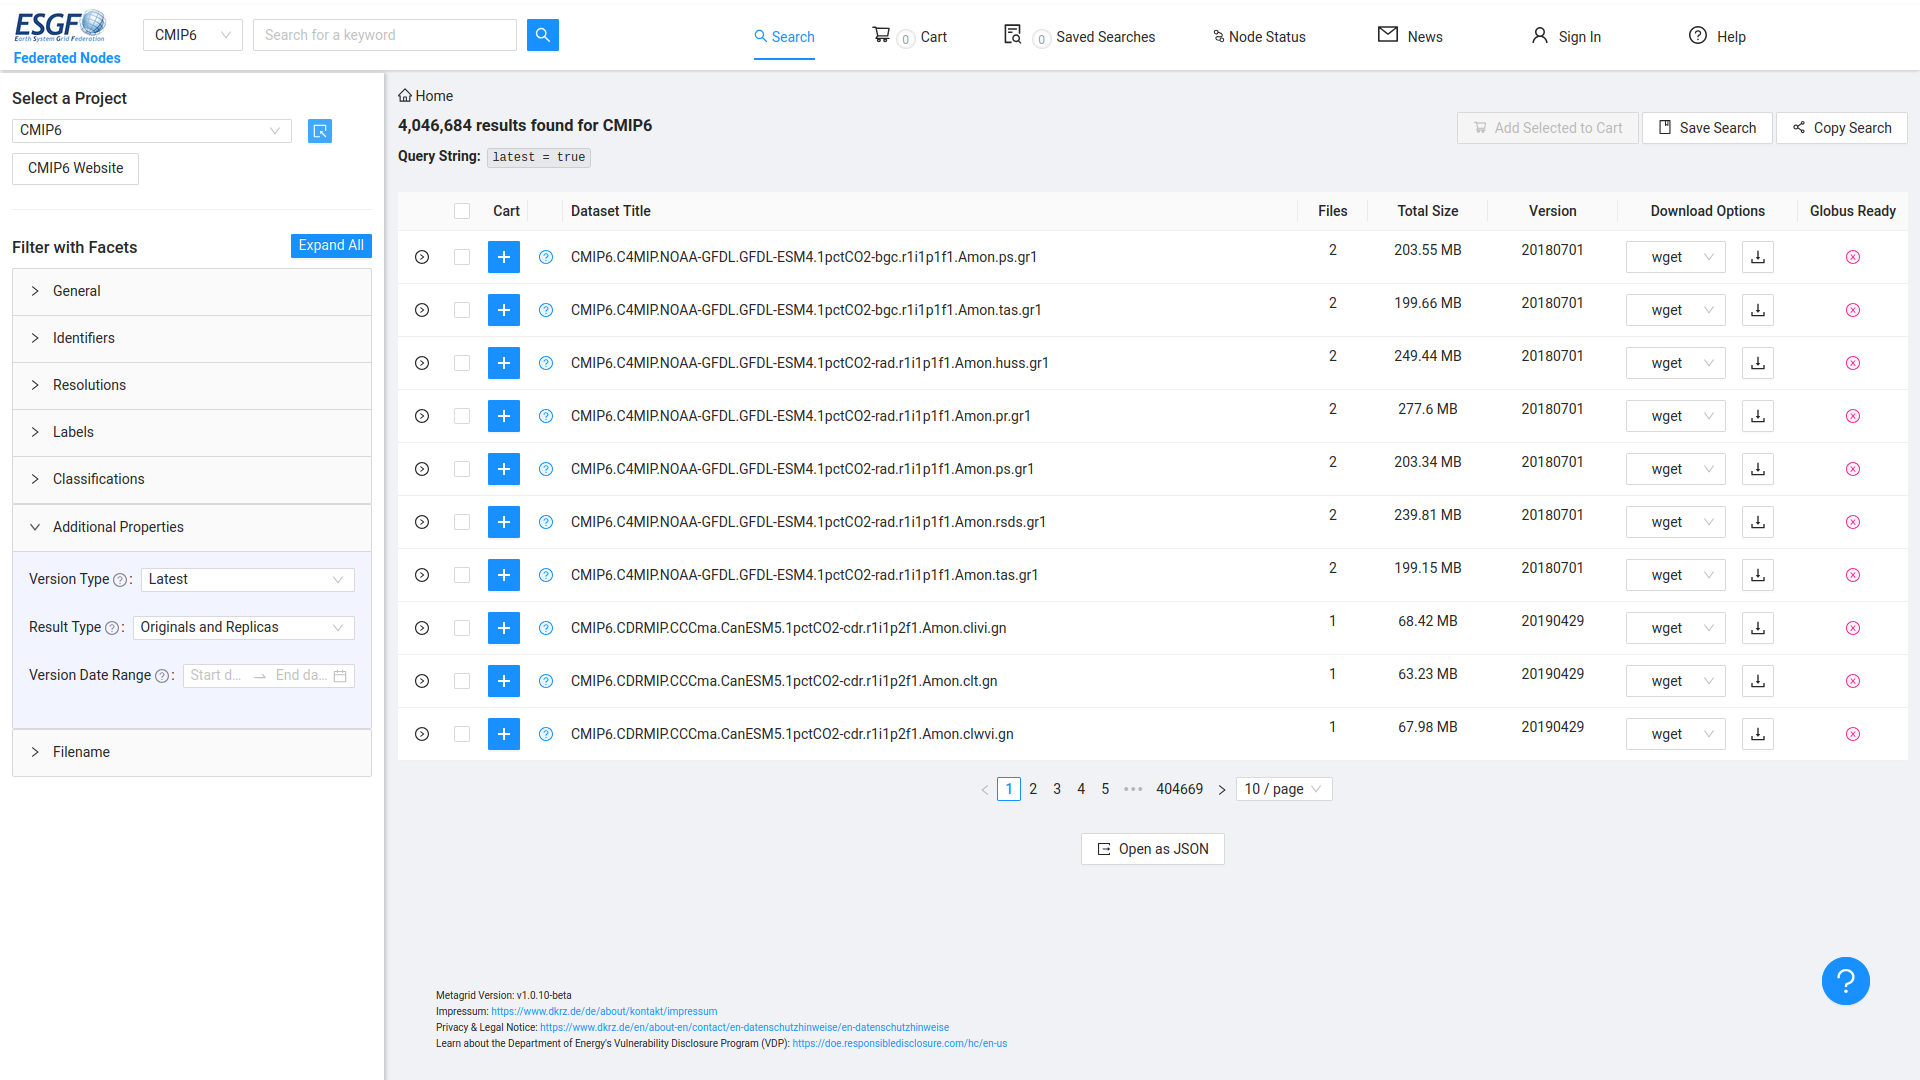 ESGF
Earth System Grid Federation
Federated Nodes
CMIP6
Search for a keyword
Search
0 Cart
0 Saved Searches
Node Status
News
Sign In
Help
Select a Project
CMIP6
CMIP6 Website
Filter with Facets
Expand All
General
Identifiers
Resolutions
Labels
Classifications
Additional Properties
Version Type ? : Latest
Result Type ? : Originals and Replicas
Version Date Range ? : Start d... End da...
Filename
Home
4,046,684 results found for CMIP6
Query String: latest = true
Add Selected to Cart
Save Search
Copy Search
Cart Dataset Title Files Total Size Version Download Options Globus Ready
CMIP6.C4MIP.NOAA-GFDL.GFDL-ESM4.1pctCO2-bgc.r1i1p1f1.Amon.ps.gr1 2 203.55 MB 20180701 wget
CMIP6.C4MIP.NOAA-GFDL.GFDL-ESM4.1pctCO2-bgc.r1i1p1f1.Amon.tas.gr1 2 199.66 MB 20180701 wget
CMIP6.C4MIP.NOAA-GFDL.GFDL-ESM4.1pctCO2-rad.r1i1p1f1.Amon.huss.gr1 2 249.44 MB 20180701 wget
CMIP6.C4MIP.NOAA-GFDL.GFDL-ESM4.1pctCO2-rad.r1i1p1f1.Amon.pr.gr1 2 277.6 MB 20180701 wget
CMIP6.C4MIP.NOAA-GFDL.GFDL-ESM4.1pctCO2-rad.r1i1p1f1.Amon.ps.gr1 2 203.34 MB 20180701 wget
CMIP6.C4MIP.NOAA-GFDL.GFDL-ESM4.1pctCO2-rad.r1i1p1f1.Amon.rsds.gr1 2 239.81 MB 20180701 wget
CMIP6.C4MIP.NOAA-GFDL.GFDL-ESM4.1pctCO2-rad.r1i1p1f1.Amon.tas.gr1 2 199.15 MB 20180701 wget
CMIP6.CDRMIP.CCCma.CanESM5.1pctCO2-cdr.r1i1p2f1.Amon.clivi.gn 1 68.42 MB 20190429 wget
CMIP6.CDRMIP.CCCma.CanESM5.1pctCO2-cdr.r1i1p2f1.Amon.clt.gn 1 63.23 MB 20190429 wget
CMIP6.CDRMIP.CCCma.CanESM5.1pctCO2-cdr.r1i1p2f1.Amon.clwvi.gn 1 67.98 MB 20190429 wget
< 1 2 3 4 5 ••• 404669 > 10 / page
Open as JSON
?
Metagrid Version: v1.0.10-beta
Impressum: https://www.dkrz.de/de/about/kontakt/impressum
Privacy & Legal Notice: https://www.dkrz.de/en/about-en/contact/en-datenschutzhinweise/en-datenschutzhinweise
Learn about the Department of Energy's Vulnerability Disclosure Program (VDP): https://doe.responsibledisclosure.com/hc/en-us